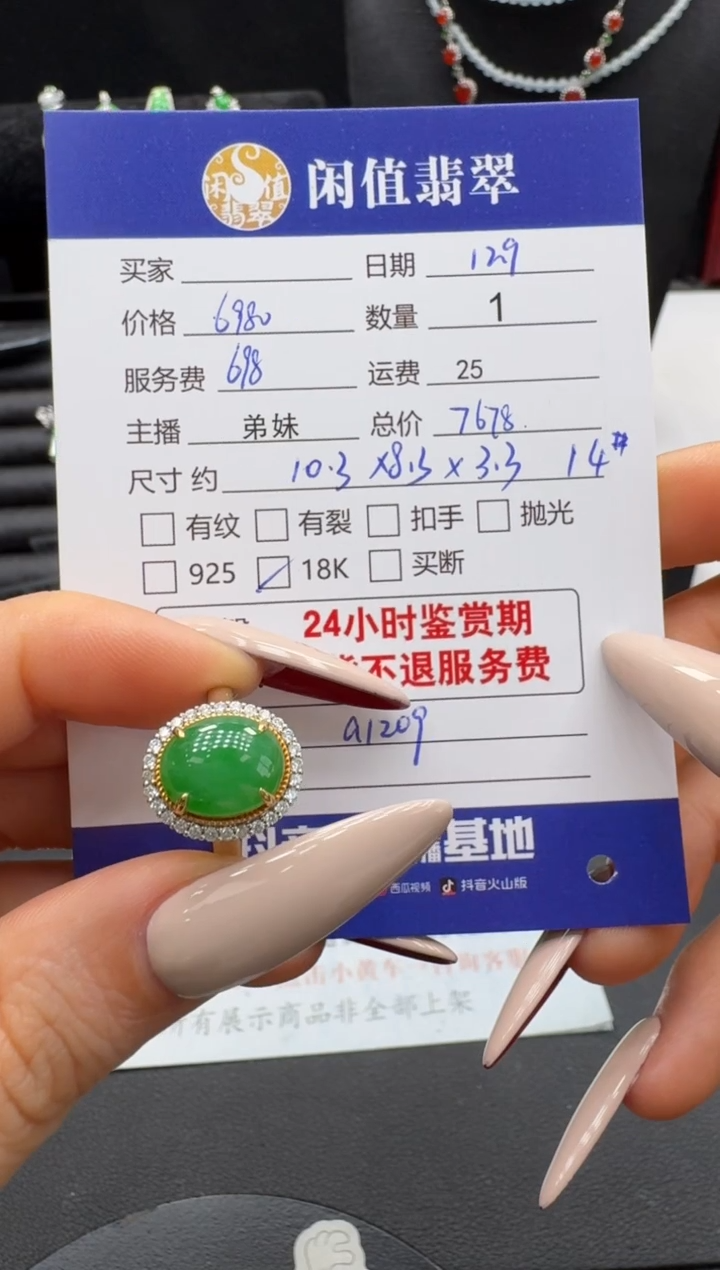 闲值翡翠
闲值翡翠
买家 日期 129
价格 6980 数量 1
服务费 698 运费 25
主播 弟妹 总价 7678
尺寸 约 10.3 x 8.3 x 3.3 14#
有纹 有裂 扣手 抛光
925 18K 买断
24小时鉴赏期
不退服务费
a1209
基地
西瓜视频 抖音火山版
有展示商品非全部上架